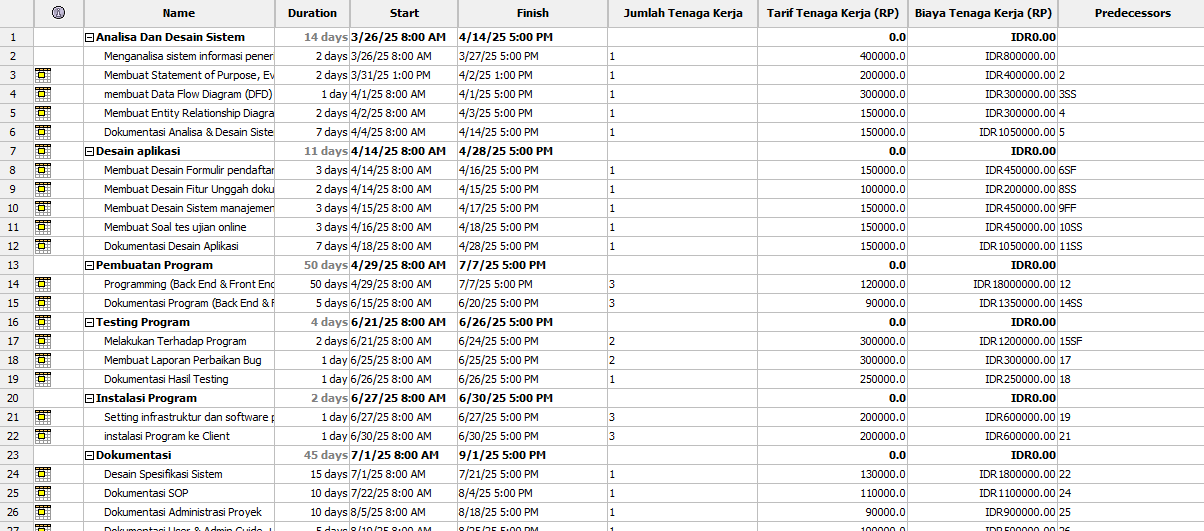 Name Duration Start Finish Jumlah Tenaga Kerja Tarif Tenaga Kerja (RP) Biaya Tenaga Kerja (RP) Predecessors
1 Analisa Dan Desain Sistem 14 days 3/26/25 8:00 AM 4/14/25 5:00 PM 0.0 IDR0.00
2 Menganalisa sistem informasi pener 2 days 3/26/25 8:00 AM 3/27/25 5:00 PM 1 400000.0 IDR800000.00
3 Membuat Statement of Purpose, Ev 2 days 3/31/25 1:00 PM 4/2/25 1:00 PM 1 200000.0 IDR400000.00 2
4 membuat Data Flow Diagram (DFD) 1 day 4/1/25 8:00 AM 4/1/25 5:00 PM 1 300000.0 IDR300000.00 3SS
5 Membuat Entity Relationship Diagra 2 days 4/2/25 8:00 AM 4/3/25 5:00 PM 1 150000.0 IDR300000.00 4
6 Dokumentasi Analisa & Desain Siste 7 days 4/4/25 8:00 AM 4/14/25 5:00 PM 1 150000.0 IDR1050000.00 5
7 Desain aplikasi 11 days 4/14/25 8:00 AM 4/28/25 5:00 PM 0.0 IDR0.00
8 Membuat Desain Formulir pendaftar 3 days 4/14/25 8:00 AM 4/16/25 5:00 PM 1 150000.0 IDR450000.00 6SF
9 Membuat Desain Fitur Unggah doku 2 days 4/14/25 8:00 AM 4/15/25 5:00 PM 1 100000.0 IDR200000.00 8SS
10 Membuat Desain Sistem manajemen 3 days 4/15/25 8:00 AM 4/17/25 5:00 PM 1 150000.0 IDR450000.00 9FF
11 Membuat Soal tes ujian online 3 days 4/16/25 8:00 AM 4/18/25 5:00 PM 1 150000.0 IDR450000.00 10SS
12 Dokumentasi Desain Aplikasi 7 days 4/18/25 8:00 AM 4/28/25 5:00 PM 1 150000.0 IDR1050000.00 11SS
13 Pembuatan Program 50 days 4/29/25 8:00 AM 7/7/25 5:00 PM 0.0 IDR0.00
14 Programming (Back End & Front End 50 days 4/29/25 8:00 AM 7/7/25 5:00 PM 3 120000.0 IDR18000000.00 12
15 Dokumentasi Program (Back End & F 5 days 6/15/25 8:00 AM 6/20/25 5:00 PM 3 90000.0 IDR1350000.00 14SS
16 Testing Program 4 days 6/21/25 8:00 AM 6/26/25 5:00 PM 0.0 IDR0.00
17 Melakukan Terhadap Program 2 days 6/21/25 8:00 AM 6/24/25 5:00 PM 2 300000.0 IDR1200000.00 15SF
18 Membuat Laporan Perbaikan Bug 1 day 6/25/25 8:00 AM 6/25/25 5:00 PM 2 300000.0 IDR300000.00 17
19 Dokumentasi Hasil Testing 1 day 6/26/25 8:00 AM 6/26/25 5:00 PM 1 250000.0 IDR250000.00 18
20 Instalasi Program 2 days 6/27/25 8:00 AM 6/30/25 5:00 PM 0.0 IDR0.00
21 Setting infrastruktur dan software p 1 day 6/27/25 8:00 AM 6/27/25 5:00 PM 3 200000.0 IDR600000.00 19
22 instalasi Program ke Client 1 day 6/30/25 8:00 AM 6/30/25 5:00 PM 3 200000.0 IDR600000.00 21
23 Dokumentasi 45 days 7/1/25 8:00 AM 9/1/25 5:00 PM 0.0 IDR0.00
24 Desain Spesifikasi Sistem 15 days 7/1/25 8:00 AM 7/21/25 5:00 PM 1 130000.0 IDR1800000.00 22
25 Dokumentasi SOP 10 days 7/22/25 8:00 AM 8/4/25 5:00 PM 1 110000.0 IDR1100000.00 24
26 Dokumentasi Administrasi Proyek 10 days 8/5/25 8:00 AM 8/18/25 5:00 PM 1 90000.0 IDR900000.00 25